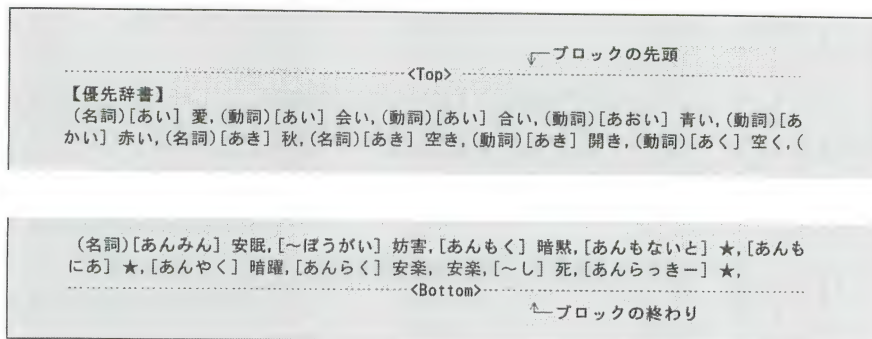 ブロックの先頭
<Top>
【優先辞書】
(名詞)[あい] 愛,(動詞)[あい] 会い,(動詞)[あい] 合い,(動詞)[あおい] 青い,(動詞)[あ
かい] 赤い,(名詞)[あき] 秋,(名詞)[あき] 空き,(動詞)[あき] 開き,(動詞)[あく] 空く,(
(名詞)[あんみん] 安眠,[～ぼうがい] 妨害,[あんもく] 暗黙,[あんもないと] ★,[あんも
にあ] ★,[あんやく] 暗躍,[あんらく] 安楽, 安楽,[～し] 死,[あんらっきー] ★,
<Bottom>
ブロックの終わり